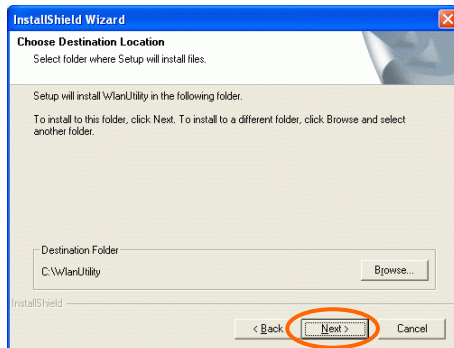 InstallShield Wizard
Choose Destination Location
Select folder where Setup will install files.
Setup will install WlanUtility in the following folder.
To install to this folder, click Next. To install to a different folder, click Browse and select
another folder.
Destination Folder
C:\WlanUtility
Browse...
InstallShield
< Back
Next >
Cancel